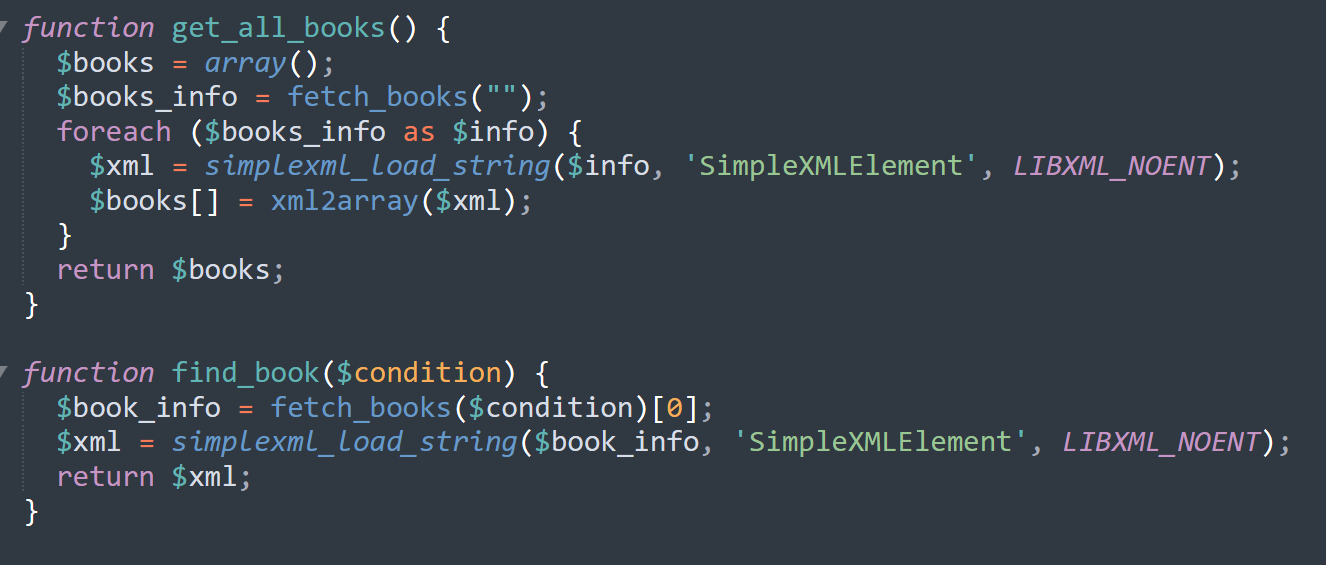 function get_all_books() {
  $books = array();
  $books_info = fetch_books("");
  foreach ($books_info as $info) {
    $xml = simplexml_load_string($info, 'SimpleXMLElement', LIBXML_NOENT);
    $books[] = xml2array($xml);
  }
  return $books;
}

function find_book($condition) {
  $book_info = fetch_books($condition)[0];
  $xml = simplexml_load_string($book_info, 'SimpleXMLElement', LIBXML_NOENT);
  return $xml;
}